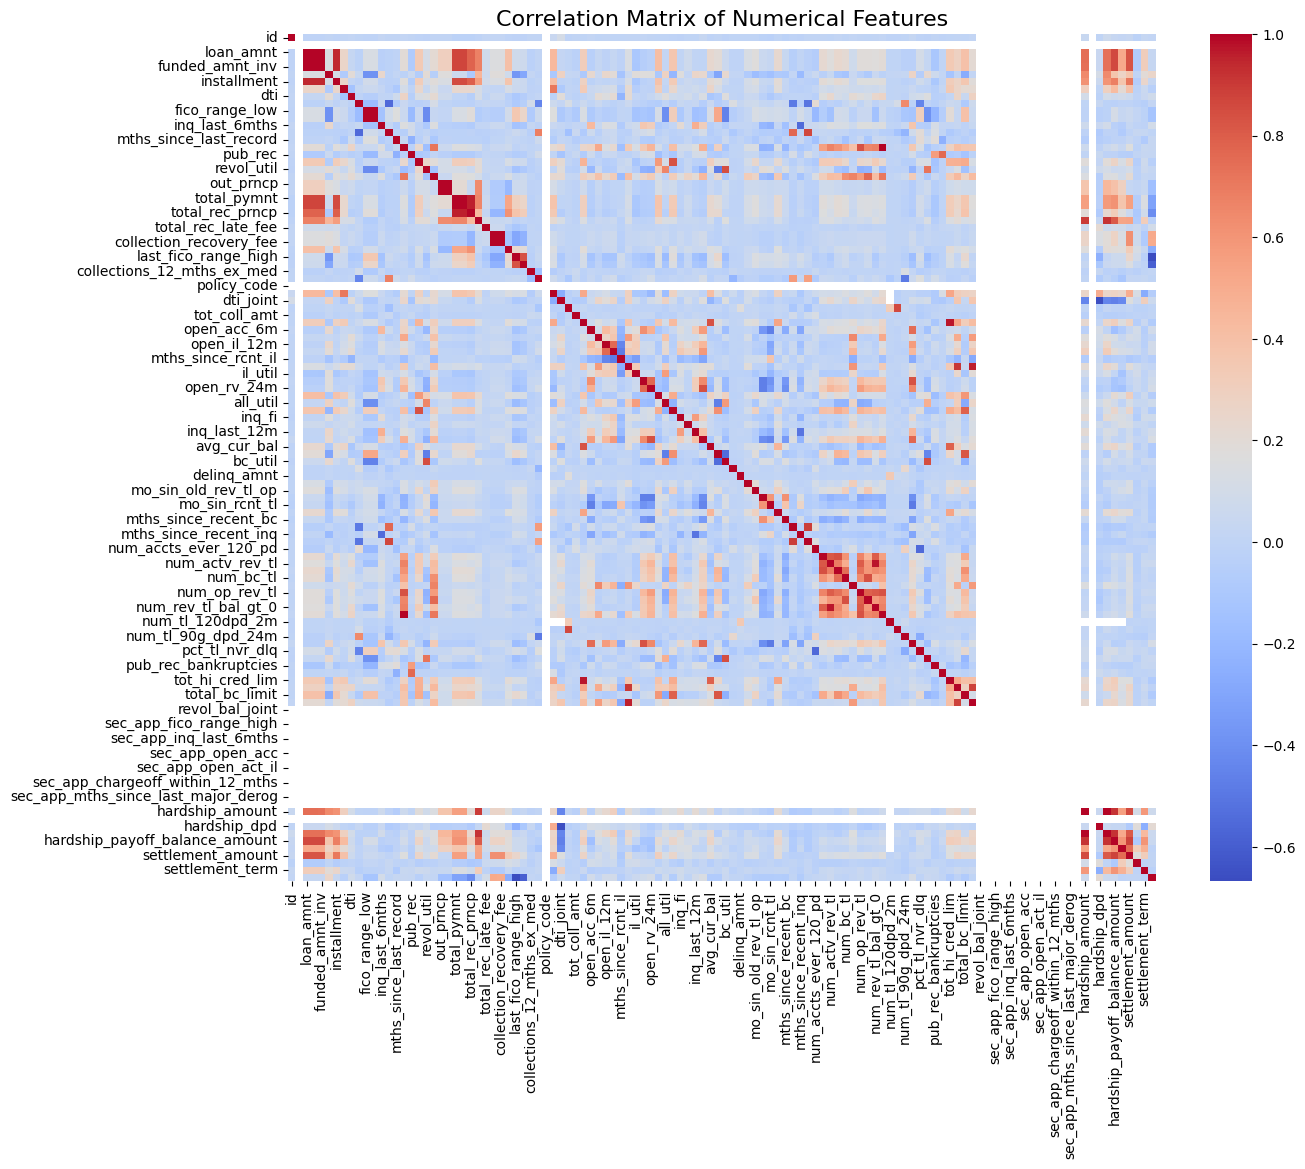 Correlation Matrix of Numerical Features
id
loan_amnt
funded_amnt_inv
installment
dti
fico_range_low
inq_last_6mths
mths_since_last_record
pub_rec
revol_util
out_prncp
total_pymnt
total_rec_prncp
total_rec_late_fee
collection_recovery_fee
last_fico_range_high
collections_12_mths_ex_med
policy_code
dti_joint
tot_coll_amt
open_acc_6m
open_il_12m
mths_since_rcnt_il
il_util
open_rv_24m
all_util
inq_fi
inq_last_12m
avg_cur_bal
bc_util
delinq_amnt
mo_sin_old_rev_tl_op
mo_sin_rcnt_tl
mths_since_recent_bc
mths_since_recent_inq
num_accts_ever_120_pd
num_actv_rev_tl
num_bc_tl
num_op_rev_tl
num_rev_tl_bal_gt_0
num_tl_120dpd_2m
num_tl_90g_dpd_24m
pct_tl_nvr_dlq
pub_rec_bankruptcies
tot_hi_cred_lim
total_bc_limit
revol_bal_joint
sec_app_fico_range_high
sec_app_inq_last_6mths
sec_app_open_acc
sec_app_open_act_il
sec_app_chargeoff_within_12_mths
sec_app_mths_since_last_major_derog
hardship_amount
hardship_dpd
hardship_payoff_balance_amount
settlement_amount
settlement_term
id
loan_amnt
funded_amnt_inv
installment
dti
fico_range_low
inq_last_6mths
mths_since_last_record
pub_rec
revol_util
out_prncp
total_pymnt
total_rec_prncp
total_rec_late_fee
collection_recovery_fee
last_fico_range_high
collections_12_mths_ex_med
policy_code
dti_joint
tot_coll_amt
open_acc_6m
open_il_12m
mths_since_rcnt_il
il_util
open_rv_24m
all_util
inq_fi
inq_last_12m
avg_cur_bal
bc_util
delinq_amnt
mo_sin_old_rev_tl_op
mo_sin_rcnt_tl
mths_since_recent_bc
mths_since_recent_inq
num_accts_ever_120_pd
num_actv_rev_tl
num_bc_tl
num_op_rev_tl
num_rev_tl_bal_gt_0
num_tl_120dpd_2m
num_tl_90g_dpd_24m
pct_tl_nvr_dlq
pub_rec_bankruptcies
tot_hi_cred_lim
total_bc_limit
revol_bal_joint
sec_app_fico_range_high
sec_app_inq_last_6mths
sec_app_open_acc
sec_app_open_act_il
sec_app_chargeoff_within_12_mths
sec_app_mths_since_last_major_derog
hardship_amount
hardship_dpd
hardship_payoff_balance_amount
settlement_amount
settlement_term
1.0
0.8
0.6
0.4
0.2
0.0
−0.2
−0.4
−0.6